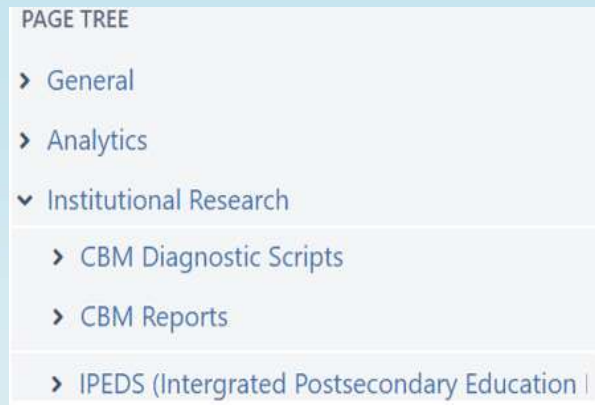 PAGE TREE
General
Analytics
Institutional Research
CBM Diagnostic Scripts
CBM Reports
IPEDS (Intergrated Postsecondary Education